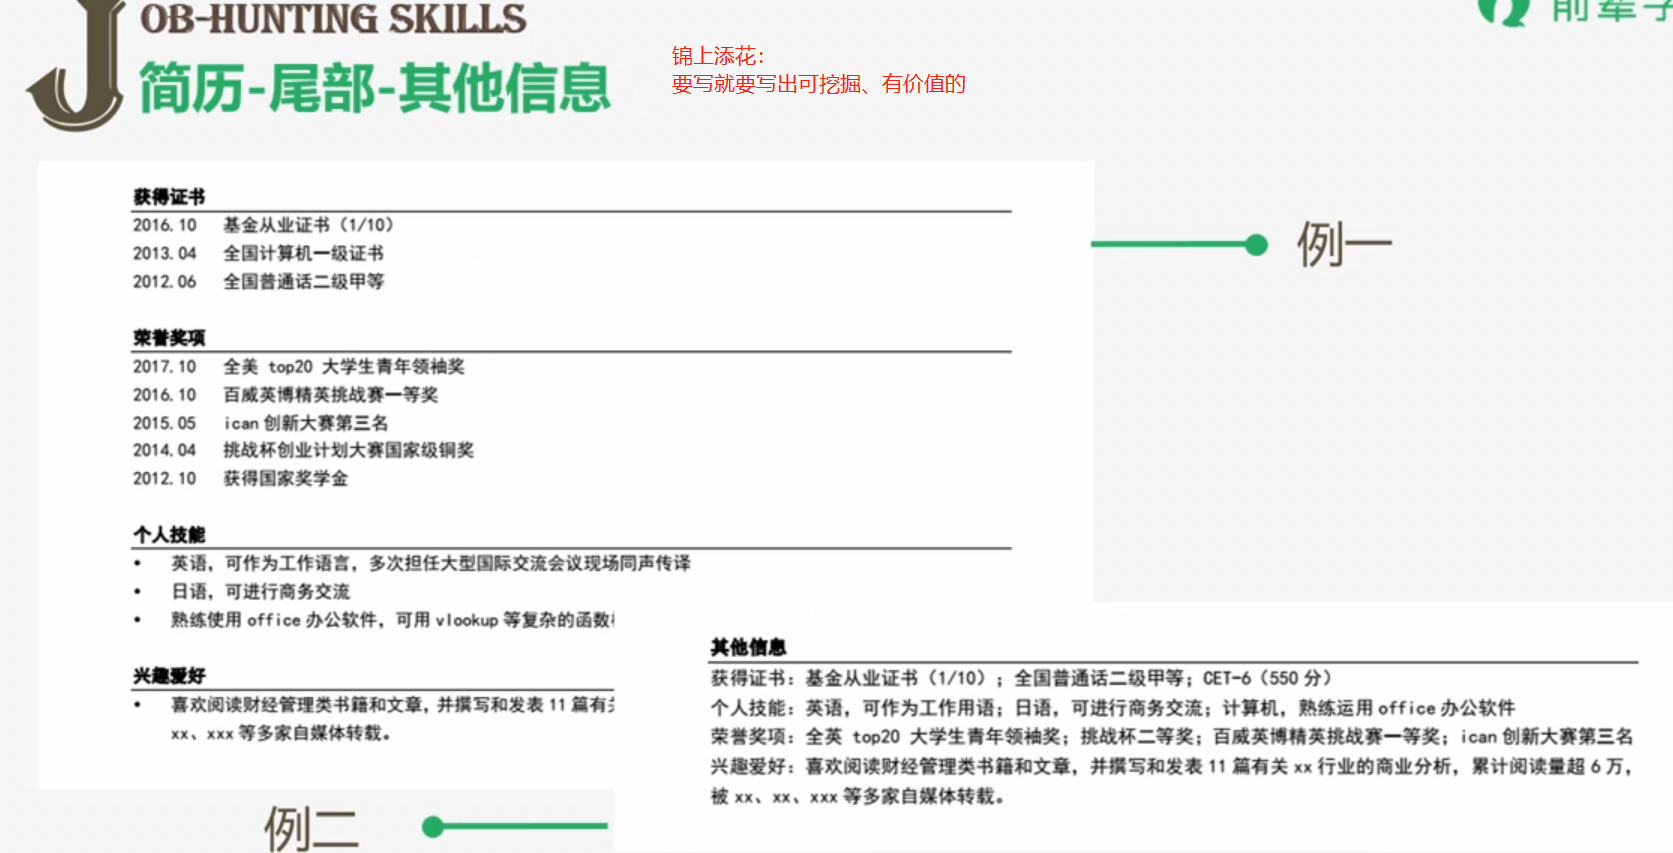 JOB-HUNTING SKILLS
简历-尾部-其他信息
锦上添花：
要写就要写出可挖掘、有价值的
前辈
获得证书
2016.10 基金从业证书（1/10）
2013.04 全国计算机一级证书
2012.06 全国普通话二级甲等
荣誉奖项
2017.10 全美 top20 大学生青年领袖奖
2016.10 百威英博精英挑战赛一等奖
2015.05 ican 创新大赛第三名
2014.04 挑战杯创业计划大赛国家级铜奖
2012.10 获得国家奖学金
个人技能
• 英语，可作为工作语言，多次担任大型国际交流会议现场同声传译
• 日语，可进行商务交流
• 熟练使用 office 办公软件，可用 vlookup 等复杂的函数
兴趣爱好
• 喜欢阅读财经管理类书籍和文章，并撰写和发表 11 篇有
xx、xxx 等多家自媒体转载。
例一
其他信息
获得证书：基金从业证书（1/10）；全国普通话二级甲等；CET-6（550 分）
个人技能：英语，可作为工作用语；日语，可进行商务交流；计算机，熟练运用 office 办公软件
荣誉奖项：全英 top20 大学生青年领袖奖；挑战杯二等奖；百威英博精英挑战赛一等奖；ican 创新大赛第三名
兴趣爱好：喜欢阅读财经管理类书籍和文章，并撰写和发表 11 篇有关 xx 行业的商业分析，累计阅读量超 6 万，
被 xx、xx、xxx 等多家自媒体转载。
例二